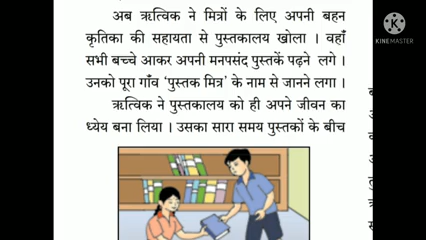 अब ऋत्विक ने मित्रों के लिए अपनी बहन
कृतिका की सहायता से पुस्तकालय खोला । वहाँ
सभी बच्चे आकर अपनी मनपसंद पुस्तकें पढ़ने लगे ।
उनको पूरा गाँव ‘पुस्तक मित्र’ के नाम से जानने लगा ।
ऋत्विक ने पुस्तकालय को ही अपने जीवन का
ध्येय बना लिया । उसका सारा समय पुस्तकों के बीच
KINEMASTER